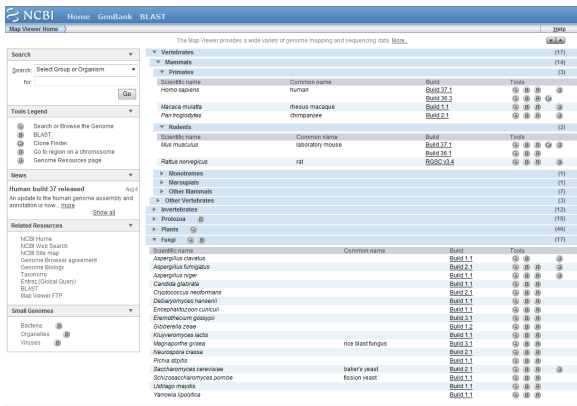 NCBI Home GenBank BLAST
Map Viewer Home Help
The Map Viewer provides a wide variety of genome mapping and sequencing data. More..
Search
Search: Select Group or Organism
for:
Go
Tools Legend
Search or Browse the Genome
BLAST
Clone Finder
Go to region on a chromosome
Genome Resources page
News
Human build 37 released Aug 4
An update to the human genome assembly and
annotation is now... more
Show all
Related Resources
NCBI Home
NCBI Web Search
NCBI Site map
Genome Browser agreement
Genome Biology
Taxonomy
Entrez (Global Query)
BLAST
Map Viewer FTP
Small Genomes
Bacteria
Organelles
Viruses
Vertebrates (17)
Mammals (14)
Primates (3)
Scientific name Common name Build Tools
Homo sapiens human Build 37.1
Build 36.3
Macaca mulatta rhesus macaque Build 1.1
Pan troglodytes chimpanzee Build 2.1
Rodents (2)
Scientific name Common name Build Tools
Mus musculus laboratory mouse Build 37.1
Build 36.1
Rattus norvegicus rat RGSC v3.4
Monotremes (1)
Marsupials (1)
Other Mammals (7)
Other Vertebrates (3)
Invertebrates (12)
Protozoa (18)
Plants (46)
Fungi (17)
Scientific name Common name Build Tools
Aspergillus clavatus Build 1.1
Aspergillus fumigatus Build 2.1
Aspergillus niger Build 1.1
Candida glabrata Build 1.1
Cryptococcus neoformans Build 2.1
Debaryomyces hansenii Build 1.1
Encephalitozoon cuniculi Build 1.1
Eremothecium gossypii Build 3.1
Gibberella zeae Build 1.2
Kluyveromyces lactis Build 1.1
Magnaporthe grisea rice blast fungus Build 3.1
Neurospora crassa Build 2.1
Pichia stipitis Build 1.1
Saccharomyces cerevisiae baker's yeast Build 2.1
Schizosaccharomyces pombe fission yeast Build 1.1
Ustilago maydis Build 1.1
Yarrowia lipolytica Build 1.1